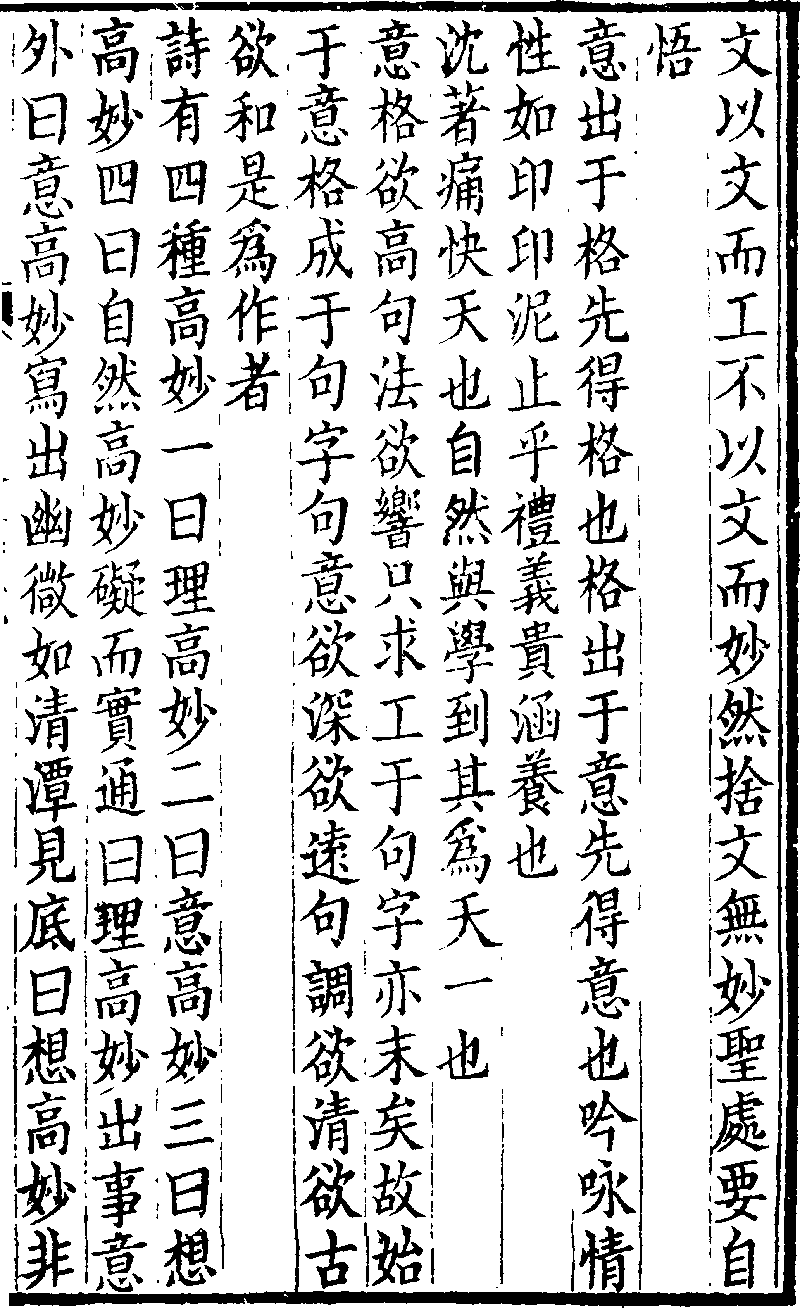 文以文而工不以文而妙然捨文無妙聖處要自
悟
意出于格先得格也格出于意先得意也吟咏情
性如印印泥止乎禮義貴涵養也
沈著痛快天也自然與學到其爲天一也
意格欲高句法欲響只求工于句字亦末矣故始
于意格成于句字句意欲深欲遠句調欲清欲古
欲和是爲作者
詩有四種高妙一曰理高妙二曰意高妙三曰想
高妙四曰自然高妙礙而實通曰理高妙出事意
外曰意高妙寫出幽微如清潭見底曰想高妙非